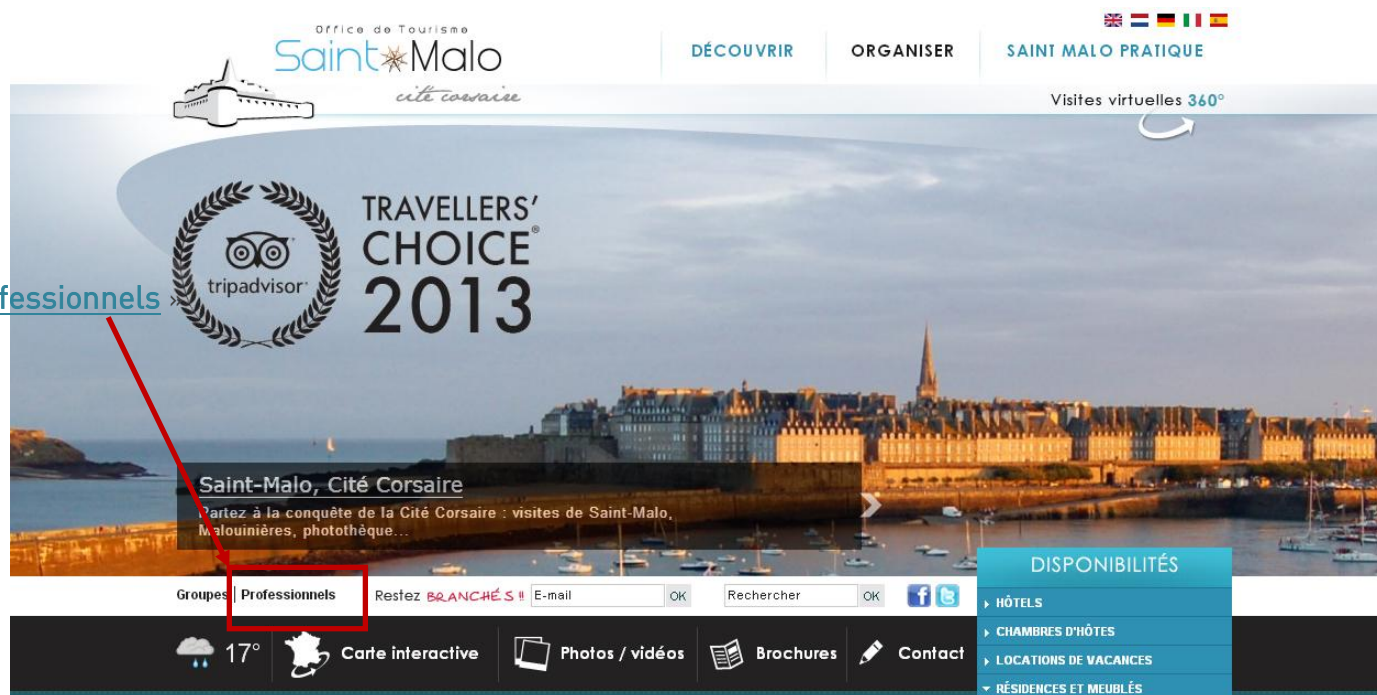 Office de Tourisme
Saint Malo
cité corsaire
DÉCOUVRIR
ORGANISER
SAINT MALO PRATIQUE
Visites virtuelles 360°
TRAVELLERS'
CHOICE®
2013
tripadvisor®
fessionnels »
Saint-Malo, Cité Corsaire
Partez à la conquête de la Cité Corsaire : visites de Saint-Malo,
Malouinières, photothèque...
Groupes | Professionnels
Restez BRANCHÉS !!
E-mail
OK
Rechercher
OK
DISPONIBILITÉS
HÔTELS
CHAMBRES D'HÔTES
LOCATIONS DE VACANCES
RÉSIDENCES ET MEUBLÉS
17°
Carte interactive
Photos / vidéos
Brochures
Contact